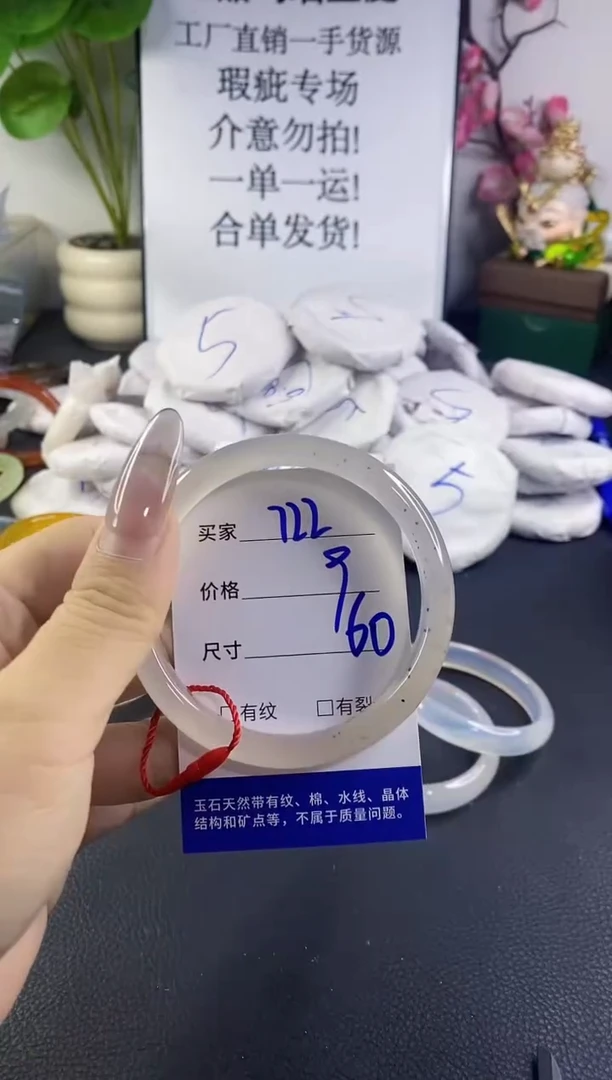 工厂直销一手货源
瑕疵专场
介意勿拍!
一单一运!
合单发货!
5
5
5
买家 722
价格 9
尺寸 60
□有纹 □有裂
玉石天然带有纹、棉、水线、晶体
结构和矿点等，不属于质量问题。